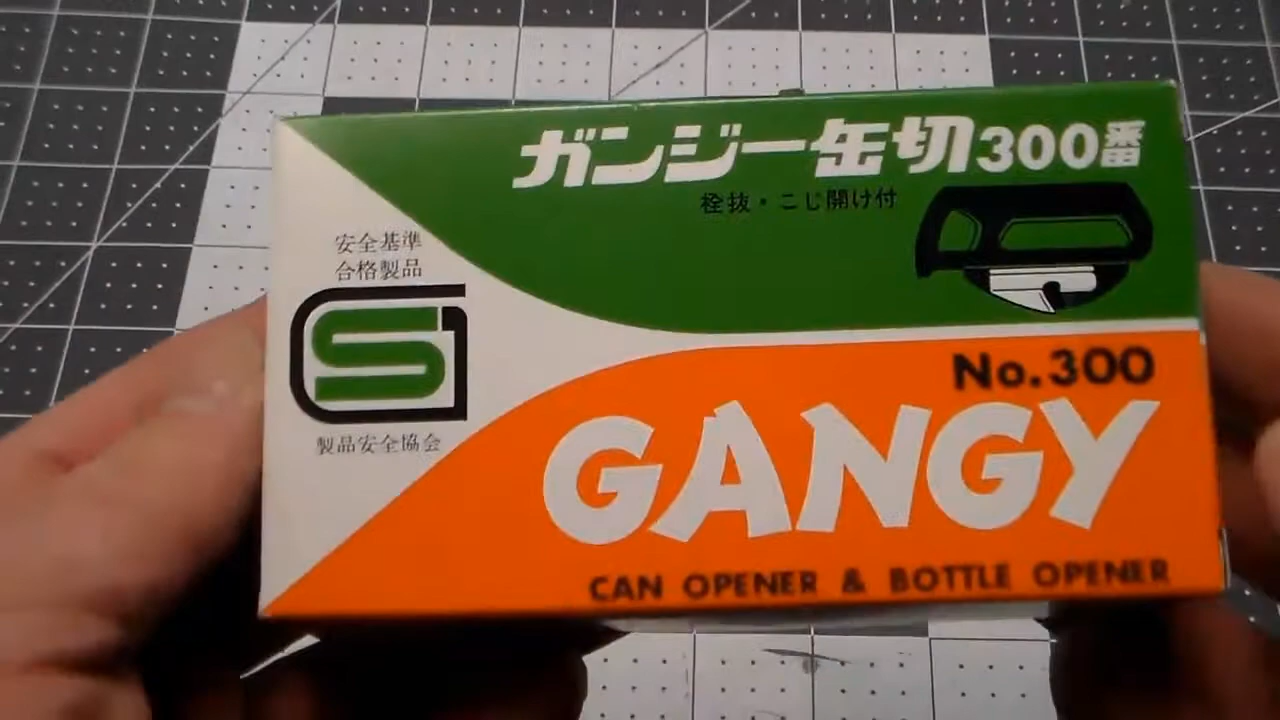 ガンジー缶切300番
栓抜・こじ開け付
安全基準
合格製品
S
製品安全協会
No.300
GANGY
CAN OPENER & BOTTLE OPENER